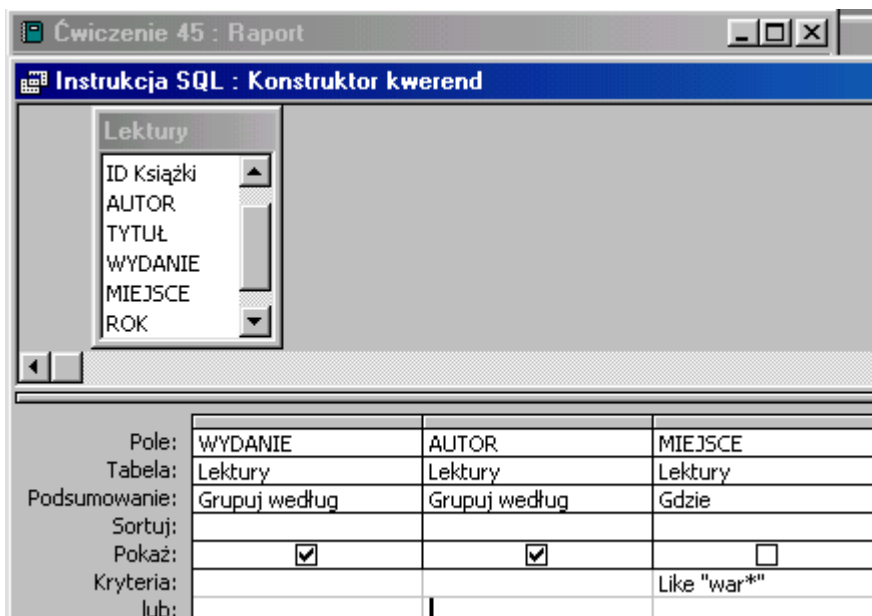 Ćwiczenie 45 : Raport
Instrukcja SQL : Konstruktor kwerend
Lektury
ID Książki
AUTOR
TYTUŁ
WYDANIE
MIEJSCE
ROK
Pole: WYDANIE AUTOR MIEJSCE
Tabela: Lektury Lektury Lektury
Podsumowanie: Grupuj według Grupuj według Gdzie
Sortuj:
Pokaż:
Kryteria: Like "war*"
lub: